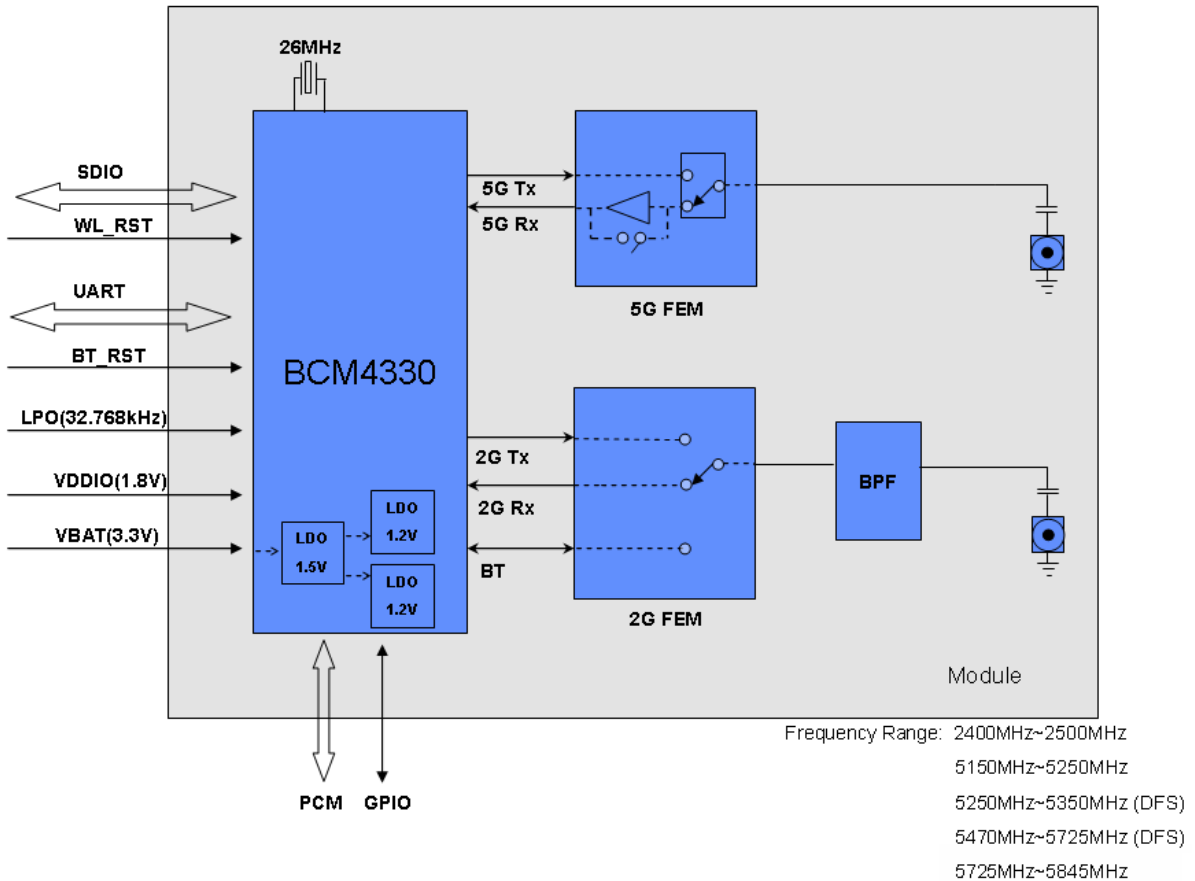 26MHz
SDIO
WL_RST
UART
BT_RST
LPO(32.768kHz)
VDDIO(1.8V)
VBAT(3.3V)
BCM4330
LDO
1.5V
LDO
1.2V
LDO
1.2V
5G Tx
5G Rx
5G FEM
2G Tx
2G Rx
BT
2G FEM
BPF
Module
PCM GPIO
Frequency Range: 2400MHz~2500MHz
5150MHz~5250MHz
5250MHz~5350MHz (DFS)
5470MHz~5725MHz (DFS)
5725MHz~5845MHz